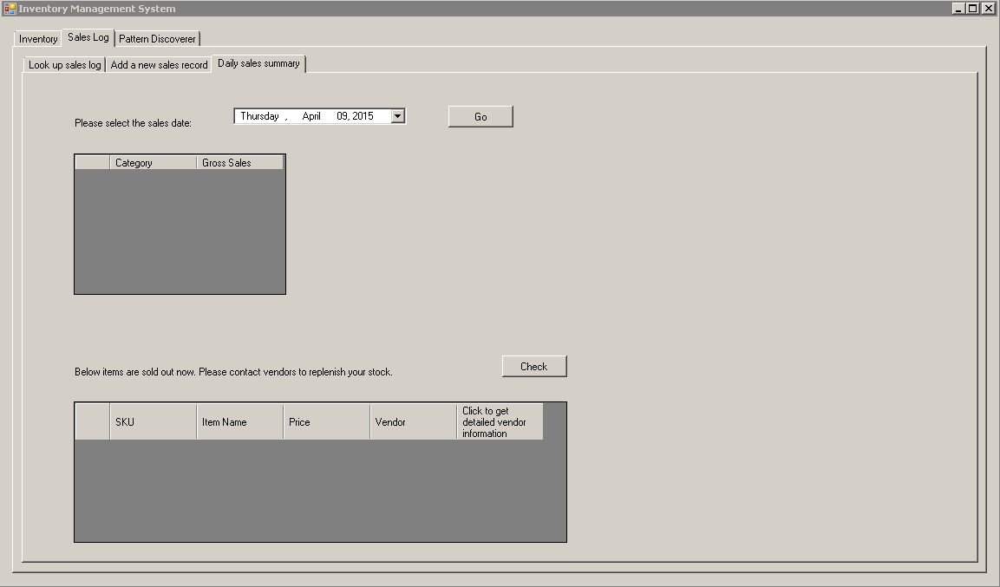 Inventory Management System
Inventory Sales Log Pattern Discoverer
Look up sales log Add a new sales record Daily sales summary
Please select the sales date: Thursday , April 09, 2015 Go
Category Gross Sales
Below items are sold out now. Please contact vendors to replenish your stock. Check
SKU Item Name Price Vendor Click to get
detailed vendor
information